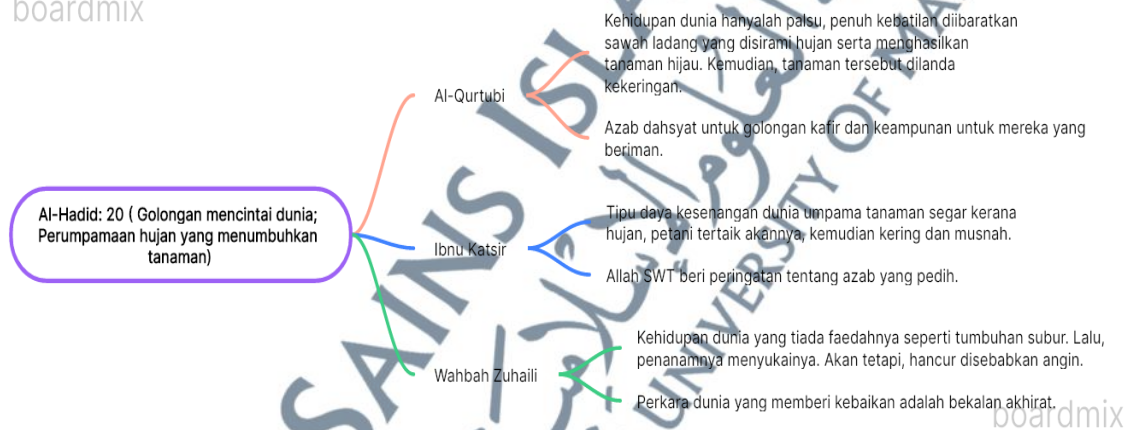 boardmix
Kehidupan dunia hanyalah palsu, penuh kebatilan diibaratkan
sawah ladang yang disirami hujan serta menghasilkan
tanaman hijau. Kemudian, tanaman tersebut dilanda
kekeringan.
Al-Qurtubi
Azab dahsyat untuk golongan kafir dan keampunan untuk mereka yang
beriman.
Al-Hadid: 20 ( Golongan mencintai dunia;
Perumpamaan hujan yang menumbuhkan
tanaman)
Tipu daya kesenangan dunia umpama tanaman segar kerana
hujan, petani tertaik akannya, kemudian kering dan musnah.
Ibnu Katsir
Allah SWT beri peringatan tentang azab yang pedih.
Kehidupan dunia yang tiada faedahnya seperti tumbuhan subur. Lalu,
penanamnya menyukainya. Akan tetapi, hancur disebabkan angin.
Wahbah Zuhaili
Perkara dunia yang memberi kebaikan adalah bekalan akhirat.
boardmix
SAINS ISLA
UNIVERSITY OF MA